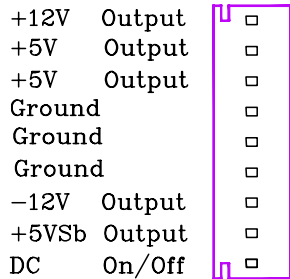 +12V Output
+5V Output
+5V Output
Ground
Ground
Ground
−12V Output
+5VSb Output
DC On/Off